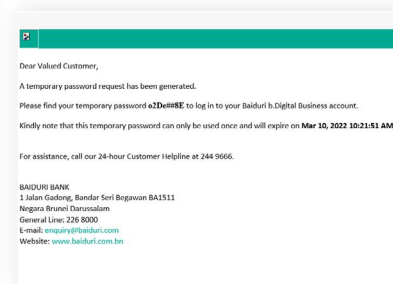 Dear Valued Customer,
A temporary password request has been generated.
Please find your temporary password o2De##8E to log in to your Baiduri b.Digital Business account.
Kindly note that this temporary password can only be used once and will expire on Mar 10, 2022 10:21:51 AM
For assistance, call our 24-hour Customer Helpline at 244 9666.
BAIDURI BANK
1 Jalan Gadong, Bandar Seri Begawan BA1511
Negara Brunei Darussalam
General Line: 226 8000
E-mail: enquiry@baiduri.com
Website: www.baiduri.com.bn